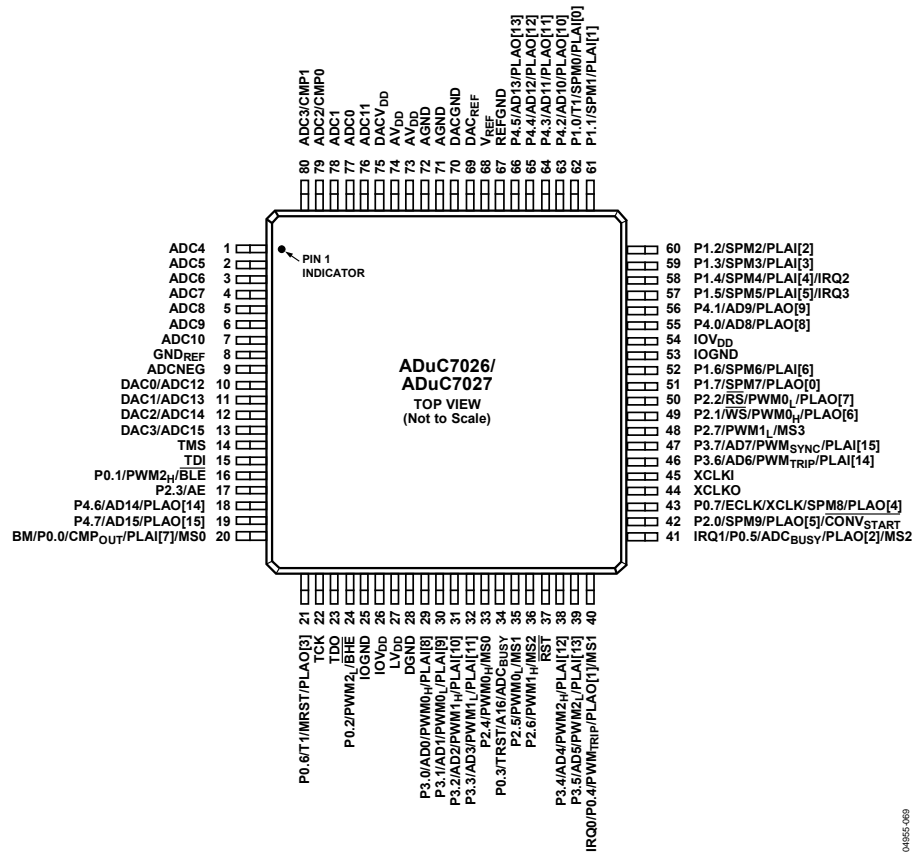 80 ADC3/CMP1
79 ADC2/CMP0
78 ADC1
77 ADC0
76 ADC11
75 DACVDD
74 AVDD
73 AVDD
72 AGND
71 AGND
70 DACGND
69 DACREF
68 VREF
67 REFGND
66 P4.5/AD13/PLAO[13]
65 P4.4/AD12/PLAO[12]
64 P4.3/AD11/PLAO[11]
63 P4.2/AD10/PLAO[10]
62 P1.0/T1/SPM0/PLAI[0]
61 P1.1/SPM1/PLAI[1]
ADC4 1
ADC5 2
ADC6 3
ADC7 4
ADC8 5
ADC9 6
ADC10 7
GNDREF 8
ADCNEG 9
DAC0/ADC12 10
DAC1/ADC13 11
DAC2/ADC14 12
DAC3/ADC15 13
TMS 14
TDI 15
P0.1/PWM2H/BLE 16
P2.3/AE 17
P4.6/AD14/PLAO[14] 18
P4.7/AD15/PLAO[15] 19
BM/P0.0/CMPOUT/PLAI[7]/MS0 20
PIN 1
INDICATOR
ADuC7026/
ADuC7027
TOP VIEW
(Not to Scale)
60 P1.2/SPM2/PLAI[2]
59 P1.3/SPM3/PLAI[3]
58 P1.4/SPM4/PLAI[4]/IRQ2
57 P1.5/SPM5/PLAI[5]/IRQ3
56 P4.1/AD9/PLAO[9]
55 P4.0/AD8/PLAO[8]
54 IOVDD
53 IOGND
52 P1.6/SPM6/PLAI[6]
51 P1.7/SPM7/PLAO[0]
50 P2.2/RS/PWM0L/PLAO[7]
49 P2.1/WS/PWM0H/PLAO[6]
48 P2.7/PWM1L/MS3
47 P3.7/AD7/PWMSYNC/PLAI[15]
46 P3.6/AD6/PWMTRIP/PLAI[14]
45 XCLKI
44 XCLKO
43 P0.7/ECLK/XCLK/SPM8/PLAO[4]
42 P2.0/SPM9/PLAO[5]/CONVSTART
41 IRQ1/P0.5/ADCBUSY/PLAO[2]/MS2
P0.6/T1/MRST/PLAO[3] 21
TCK 22
TDO 23
P0.2/PWM2L/BHE 24
IOGND 25
IOVDD 26
LVDD 27
DGND 28
P3.0/AD0/PWM0H/PLAI[8] 29
P3.1/AD1/PWM0L/PLAI[9] 30
P3.2/AD2/PWM1H/PLAI[10] 31
P3.3/AD3/PWM1L/PLAI[11] 32
P2.4/PWM0H/MS0 33
P0.3/TRST/A16/ADCBUSY 34
P2.5/PWM0L/MS1 35
P2.6/PWM1H/MS2 36
RST 37
P3.4/AD4/PWM2H/PLAI[12] 38
P3.5/AD5/PWM2L/PLAI[13] 39
IRQ0/P0.4/PWMTRIP/PLAO[1]/MS1 40
04955-069